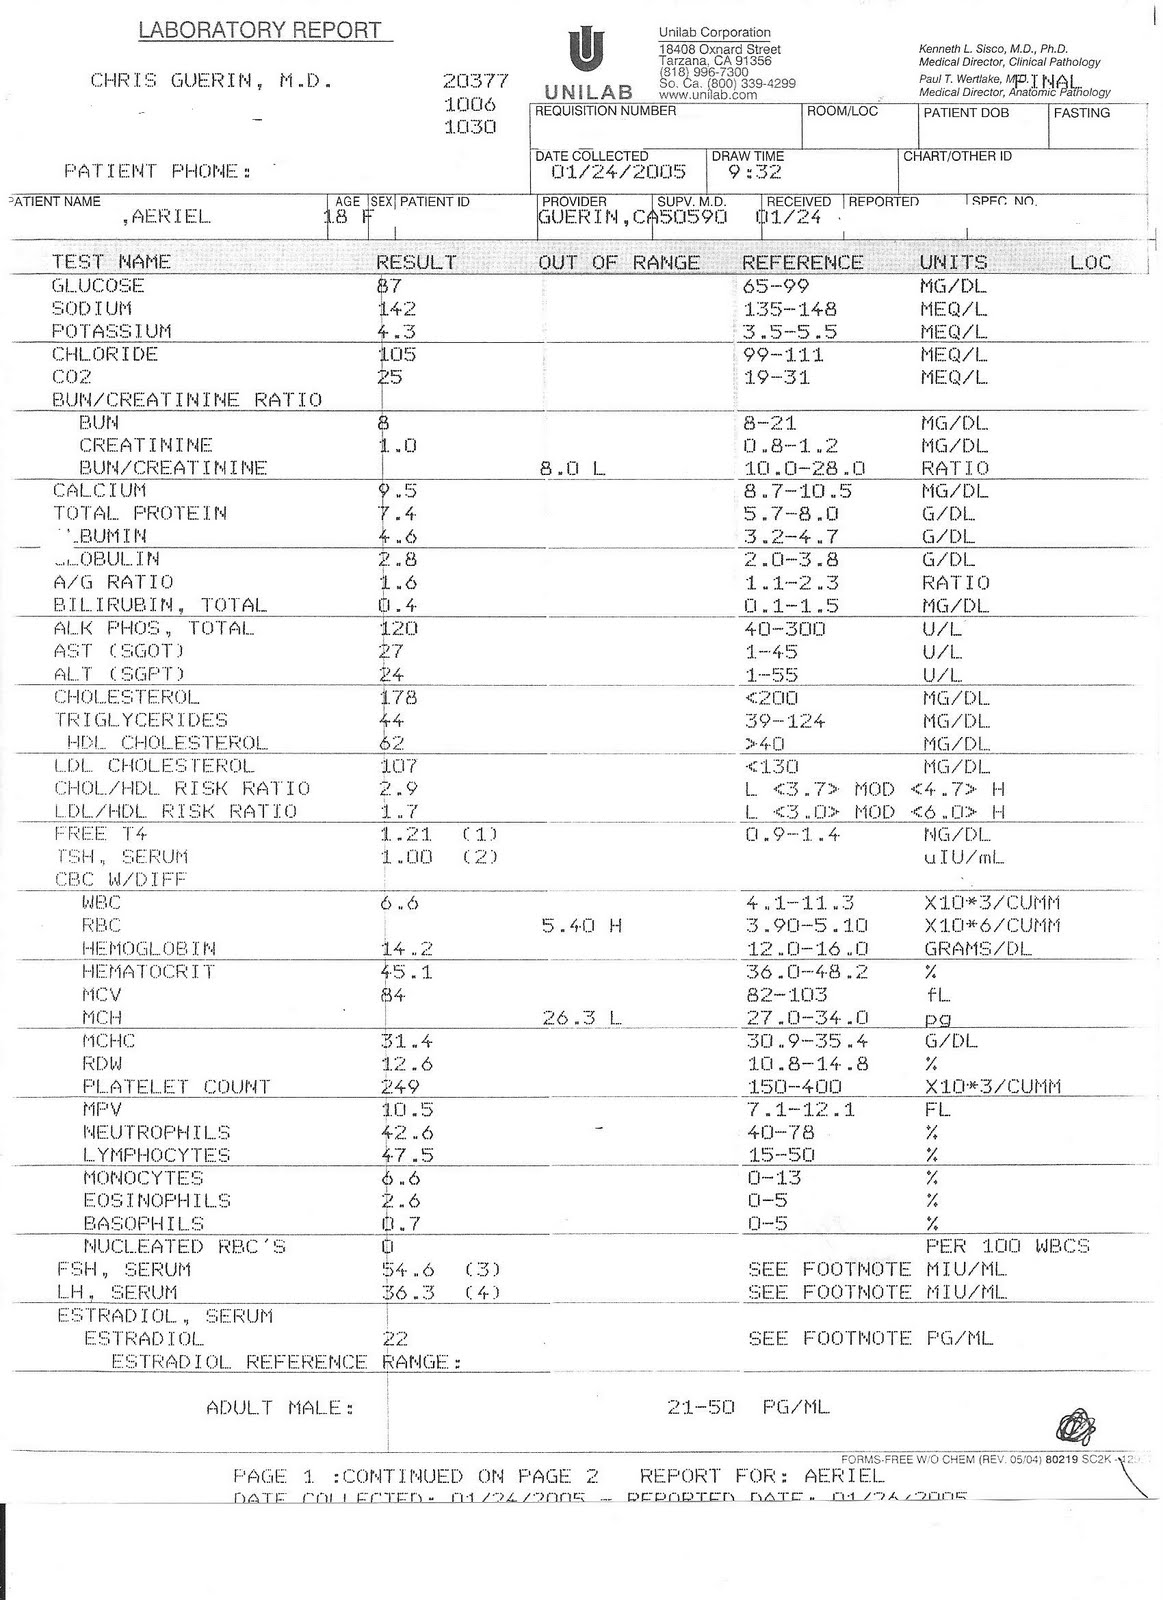 LABORATORY REPORT
CHRIS GUERIN, M.D.
20377
1006
1030
UNILAB
Unilab Corporation
18408 Oxnard Street
Tarzana, CA 91356
(818) 996-7300
So. Ca. (800) 339-4299
www.unilab.com
Kenneth L. Sisco, M.D., Ph.D.
Medical Director, Clinical Pathology
Paul T. Wertlake, M.D. FINAL
Medical Director, Anatomic Pathology
REQUISITION NUMBER ROOM/LOC PATIENT DOB FASTING
PATIENT PHONE:
DATE COLLECTED DRAW TIME CHART/OTHER ID
01/24/2005 9:32
PATIENT NAME AGE SEX PATIENT ID PROVIDER SUPV. M.D. RECEIVED REPORTED SPEC. NO.
,AERIEL 18 F GUERIN,CA50590 01/24
TEST NAME RESULT OUT OF RANGE REFERENCE UNITS LOC
GLUCOSE 87 65-99 MG/DL
SODIUM 142 135-148 MEQ/L
POTASSIUM 4.3 3.5-5.5 MEQ/L
CHLORIDE 105 99-111 MEQ/L
CO2 25 19-31 MEQ/L
BUN/CREATININE RATIO
BUN 8 8-21 MG/DL
CREATININE 1.0 0.8-1.2 MG/DL
BUN/CREATININE 8.0 L 10.0-28.0 RATIO
CALCIUM 9.5 8.7-10.5 MG/DL
TOTAL PROTEIN 7.4 5.7-8.0 G/DL
LBUMIN 4.6 3.2-4.7 G/DL
LOBULIN 2.8 2.0-3.8 G/DL
A/G RATIO 1.6 1.1-2.3 RATIO
BILIRUBIN, TOTAL 0.4 0.1-1.5 MG/DL
ALK PHOS, TOTAL 120 40-300 U/L
AST (SGOT) 27 1-45 U/L
ALT (SGPT) 24 1-55 U/L
CHOLESTEROL 178 <200 MG/DL
TRIGLYCERIDES 44 39-124 MG/DL
HDL CHOLESTEROL 62 >40 MG/DL
LDL CHOLESTEROL 107 <130 MG/DL
CHOL/HDL RISK RATIO 2.9 L <3.7> MOD <4.7> H
LDL/HDL RISK RATIO 1.7 L <3.0> MOD <6.0> H
FREE T4 1.21 (1) 0.9-1.4 NG/DL
TSH, SERUM 1.00 (2) uIU/mL
CBC W/DIFF
WBC 6.6 4.1-11.3 X10*3/CUMM
RBC 5.40 H 3.90-5.10 X10*6/CUMM
HEMOGLOBIN 14.2 12.0-16.0 GRAMS/DL
HEMATOCRIT 45.1 36.0-48.2 %
MCV 84 82-103 fL
MCH 26.3 L 27.0-34.0 pg
MCHC 31.4 30.9-35.4 G/DL
RDW 12.6 10.8-14.8 %
PLATELET COUNT 249 150-400 X10*3/CUMM
MPV 10.5 7.1-12.1 FL
NEUTROPHILS 42.6 40-78 %
LYMPHOCYTES 47.5 15-50 %
MONOCYTES 6.6 0-13 %
EOSINOPHILS 2.6 0-5 %
BASOPHILS 0.7 0-5 %
NUCLEATED RBC'S 0 PER 100 WBCS
FSH, SERUM 54.6 (3) SEE FOOTNOTE MIU/ML
LH, SERUM 36.3 (4) SEE FOOTNOTE MIU/ML
ESTRADIOL, SERUM
ESTRADIOL 22 SEE FOOTNOTE PG/ML
ESTRADIOL REFERENCE RANGE:
ADULT MALE: 21-50 PG/ML
FORMS-FREE W/O CHEM (REV. 05/04) 80219 SC2K
PAGE 1 :CONTINUED ON PAGE 2 REPORT FOR: AERIEL
DATE COLLECTED: 01/24/2005 - REPORTED DATE: 01/26/2005